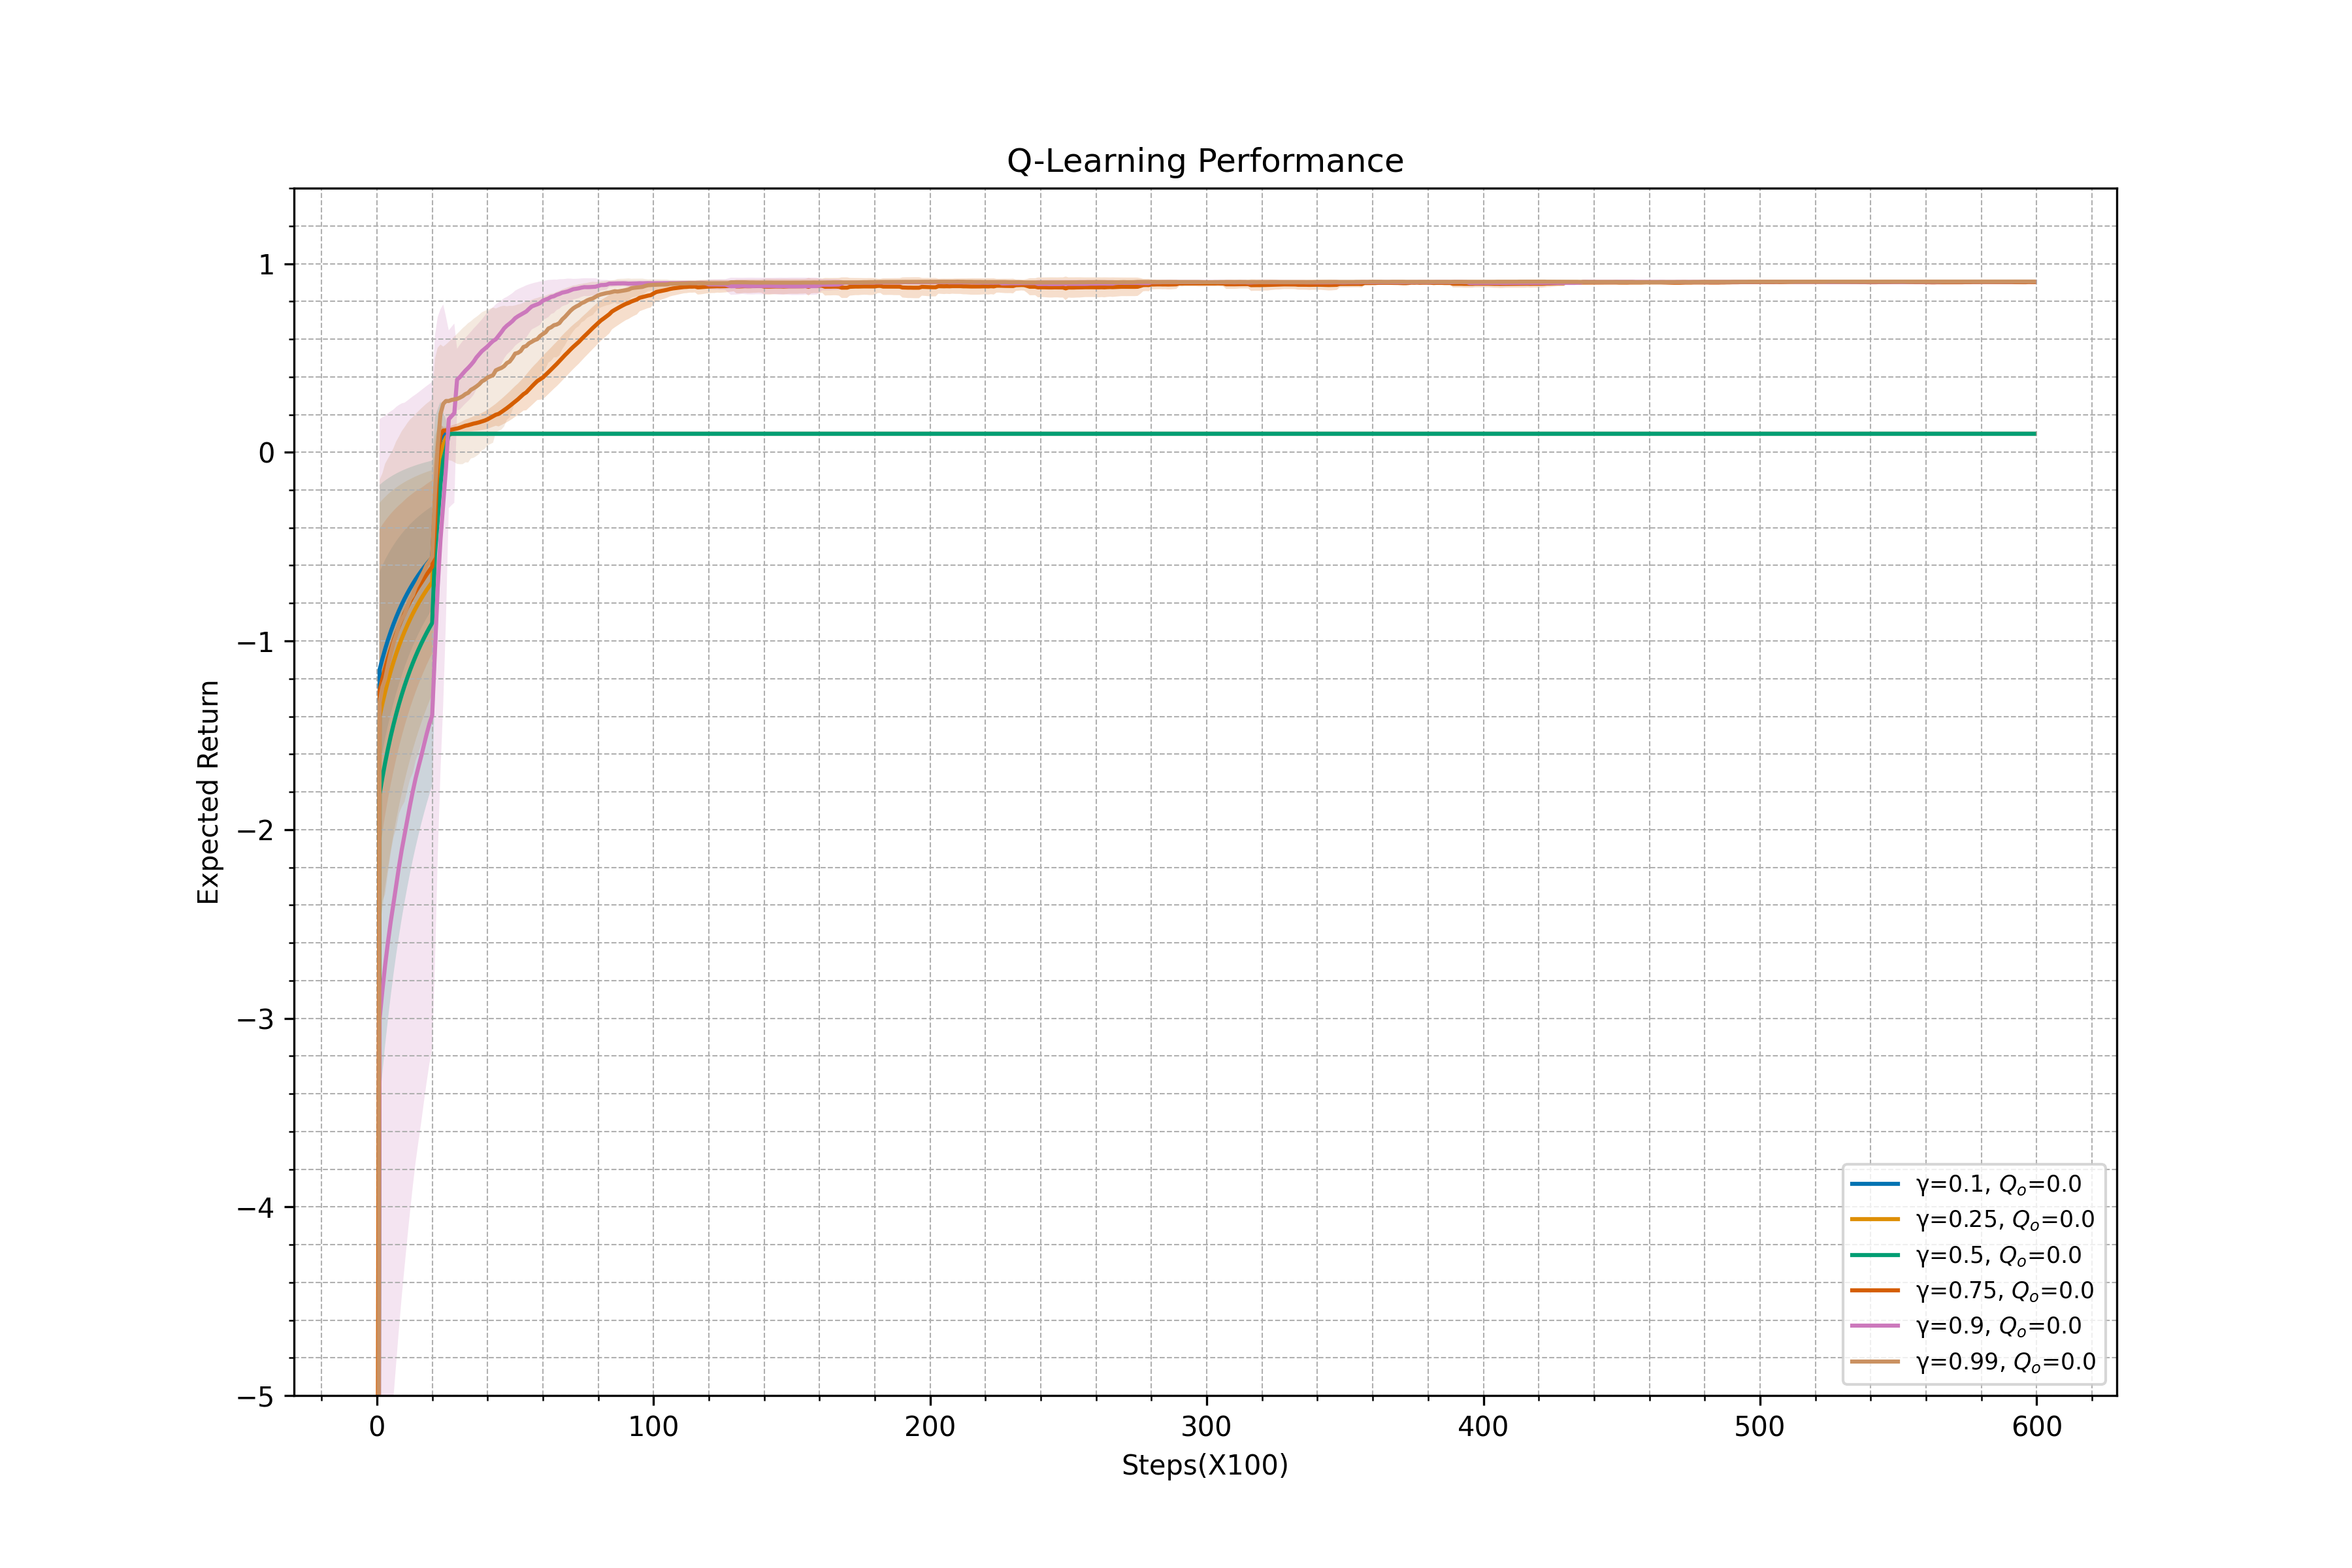 Q-Learning Performance
Expected Return
1
0
−1
−2
−3
−4
−5
0 100 200 300 400 500 600
Steps(X100)
γ=0.1, Qₒ=0.0
γ=0.25, Qₒ=0.0
γ=0.5, Qₒ=0.0
γ=0.75, Qₒ=0.0
γ=0.9, Qₒ=0.0
γ=0.99, Qₒ=0.0